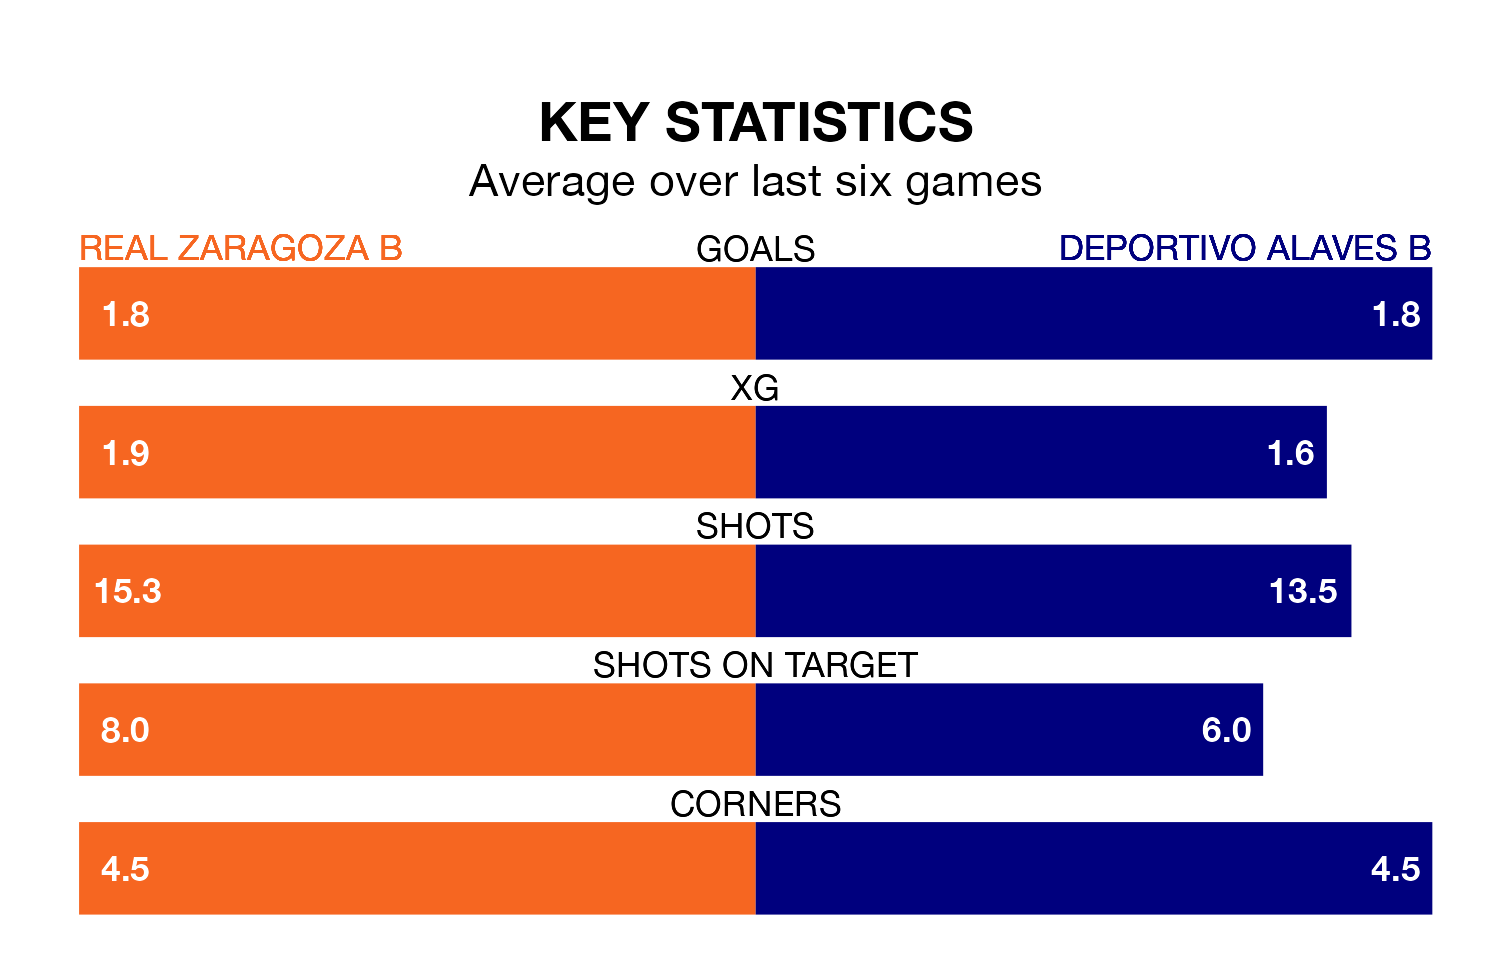 KEY STATISTICS
Average over last six games
REAL ZARAGOZA B GOALS DEPORTIVO ALAVES B
1.8 1.8
XG
1.9 1.6
SHOTS
15.3 13.5
SHOTS ON TARGET
8.0 6.0
CORNERS
4.5 4.5